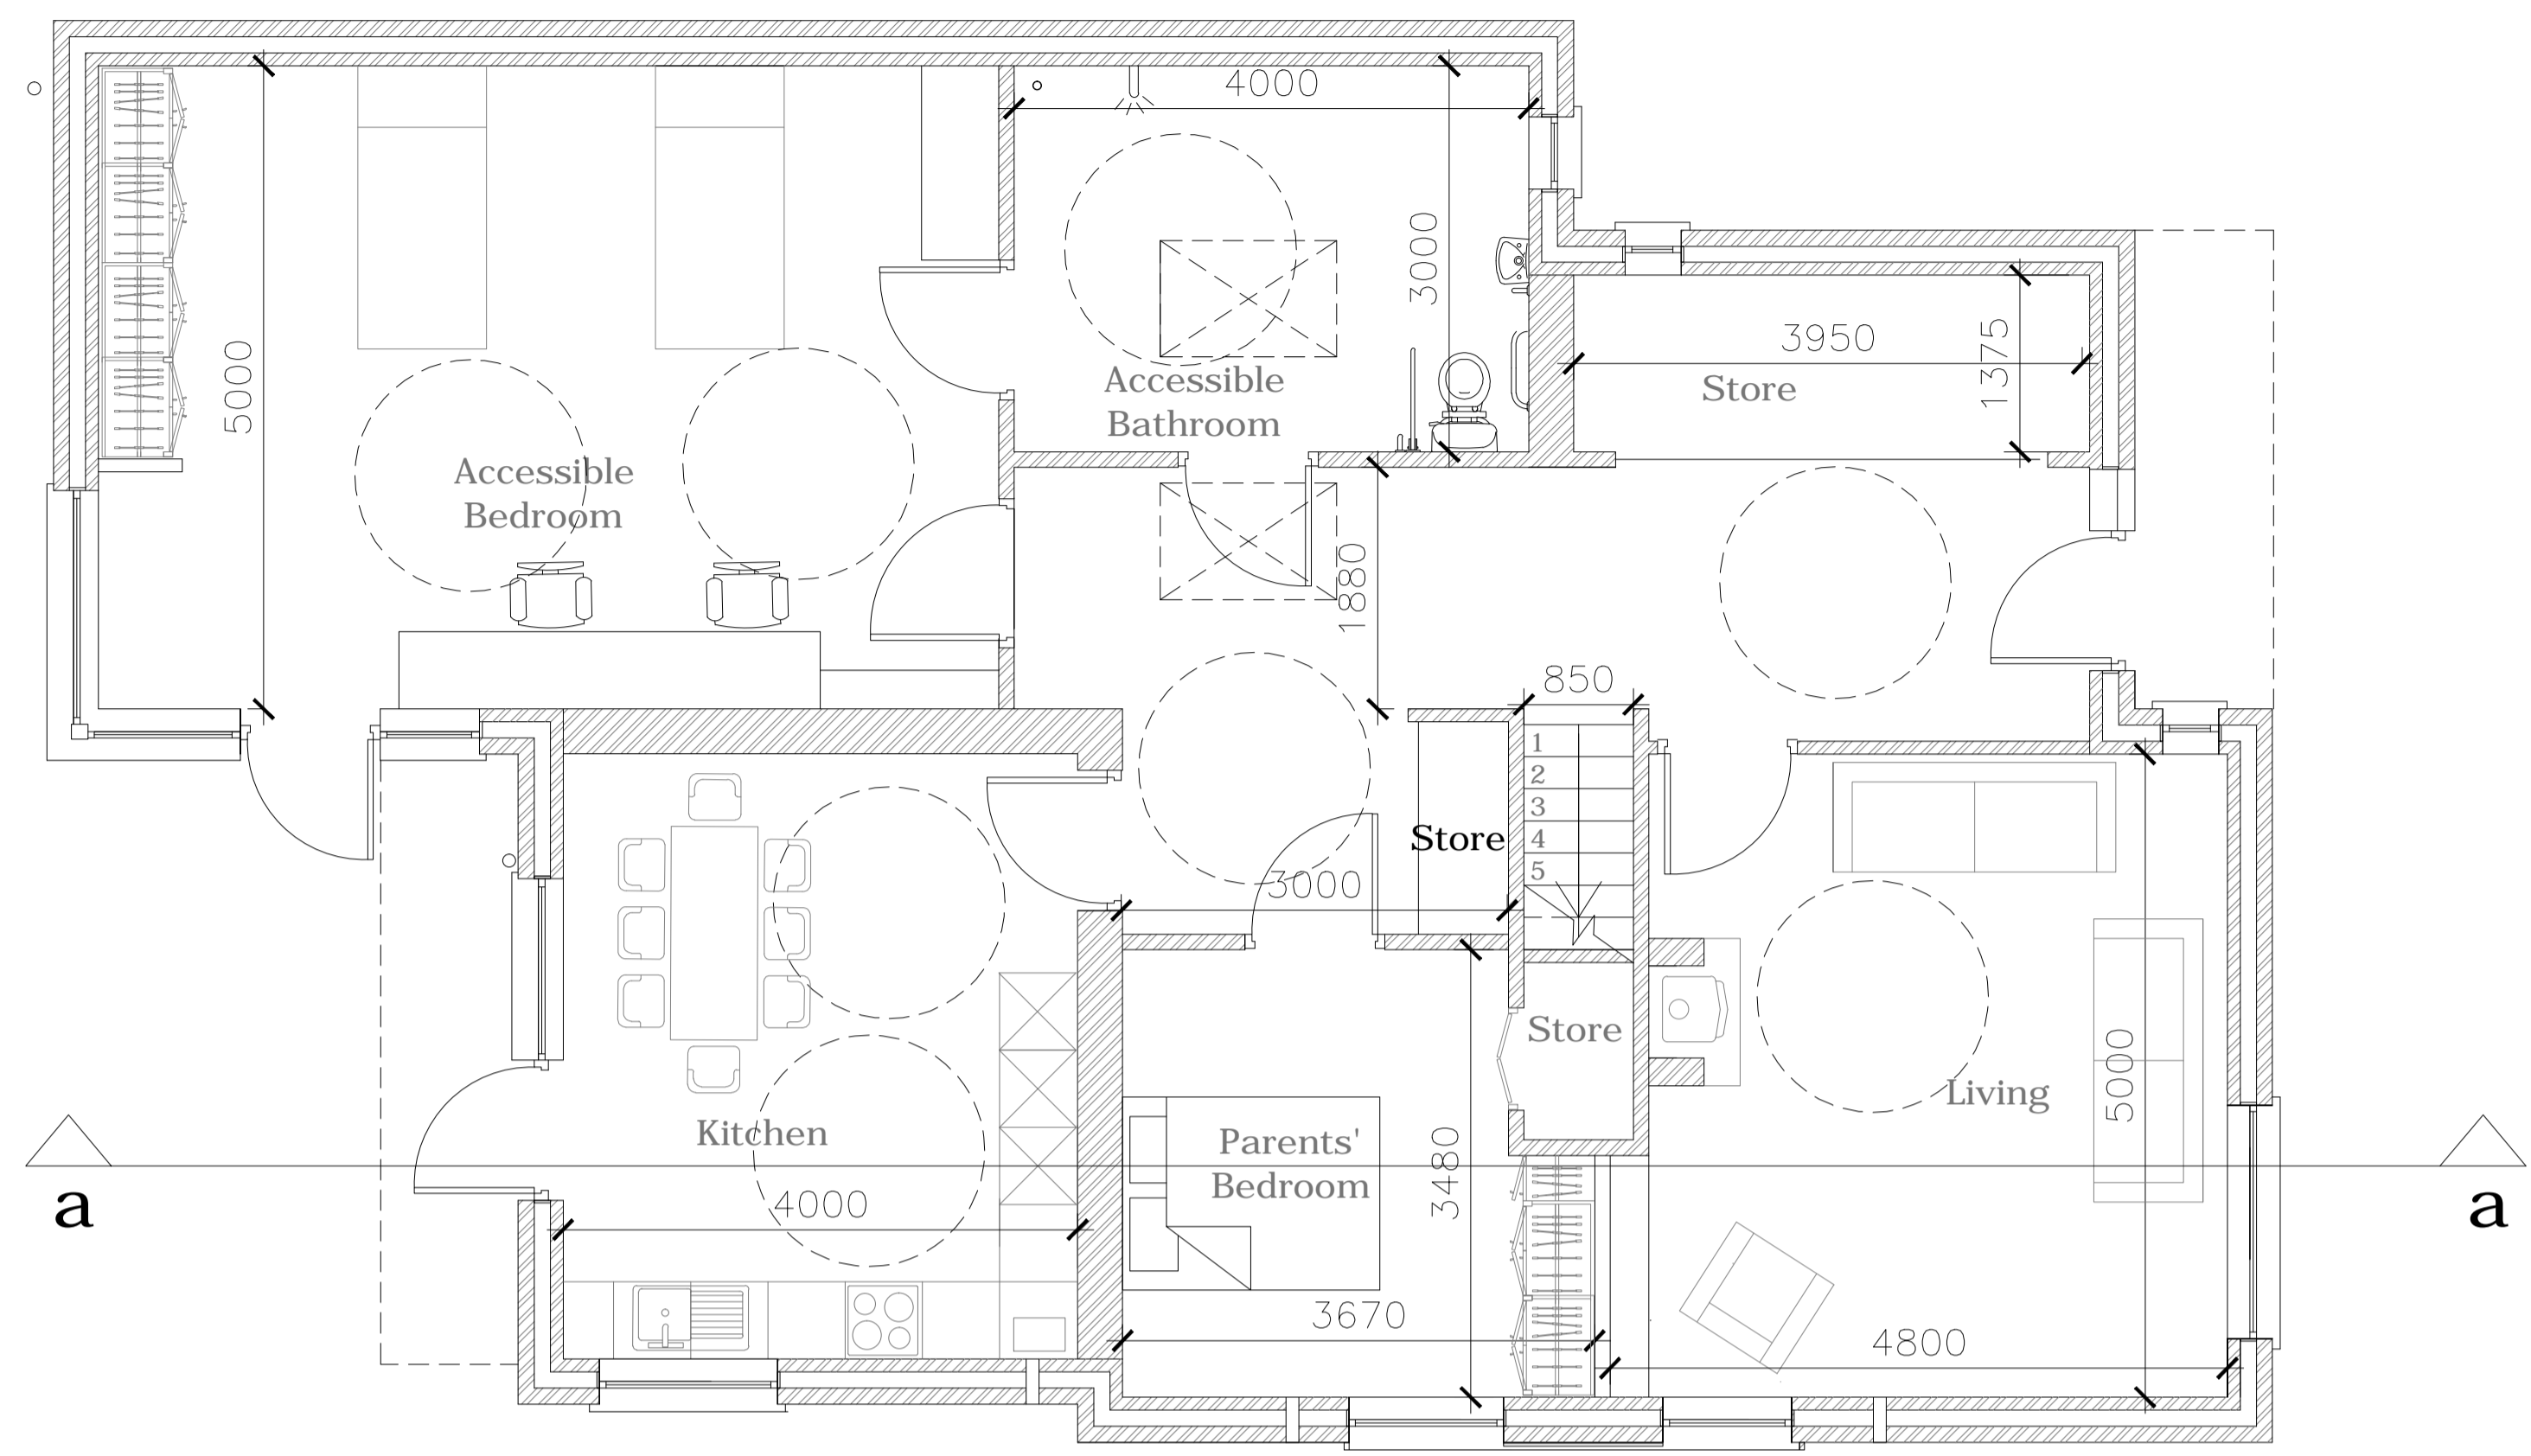 4000
3000
5000
3950
1375
Accessible
Bathroom
Store
Accessible
Bedroom
1880
850
1
2
3
4
5
Store
3000
Store
Living
5000
Kitchen
Parents'
Bedroom
3480
a
a
4000
3670
4800